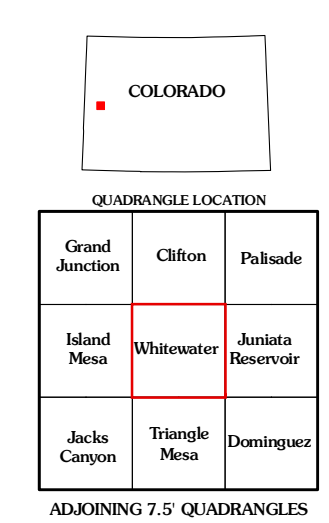 COLORADO
QUADRANGLE LOCATION
Grand
Junction
Clifton
Palisade
Island
Mesa
Whitewater
Juniata
Reservoir
Jacks
Canyon
Triangle
Mesa
Dominguez
ADJOINING 7.5' QUADRANGLES